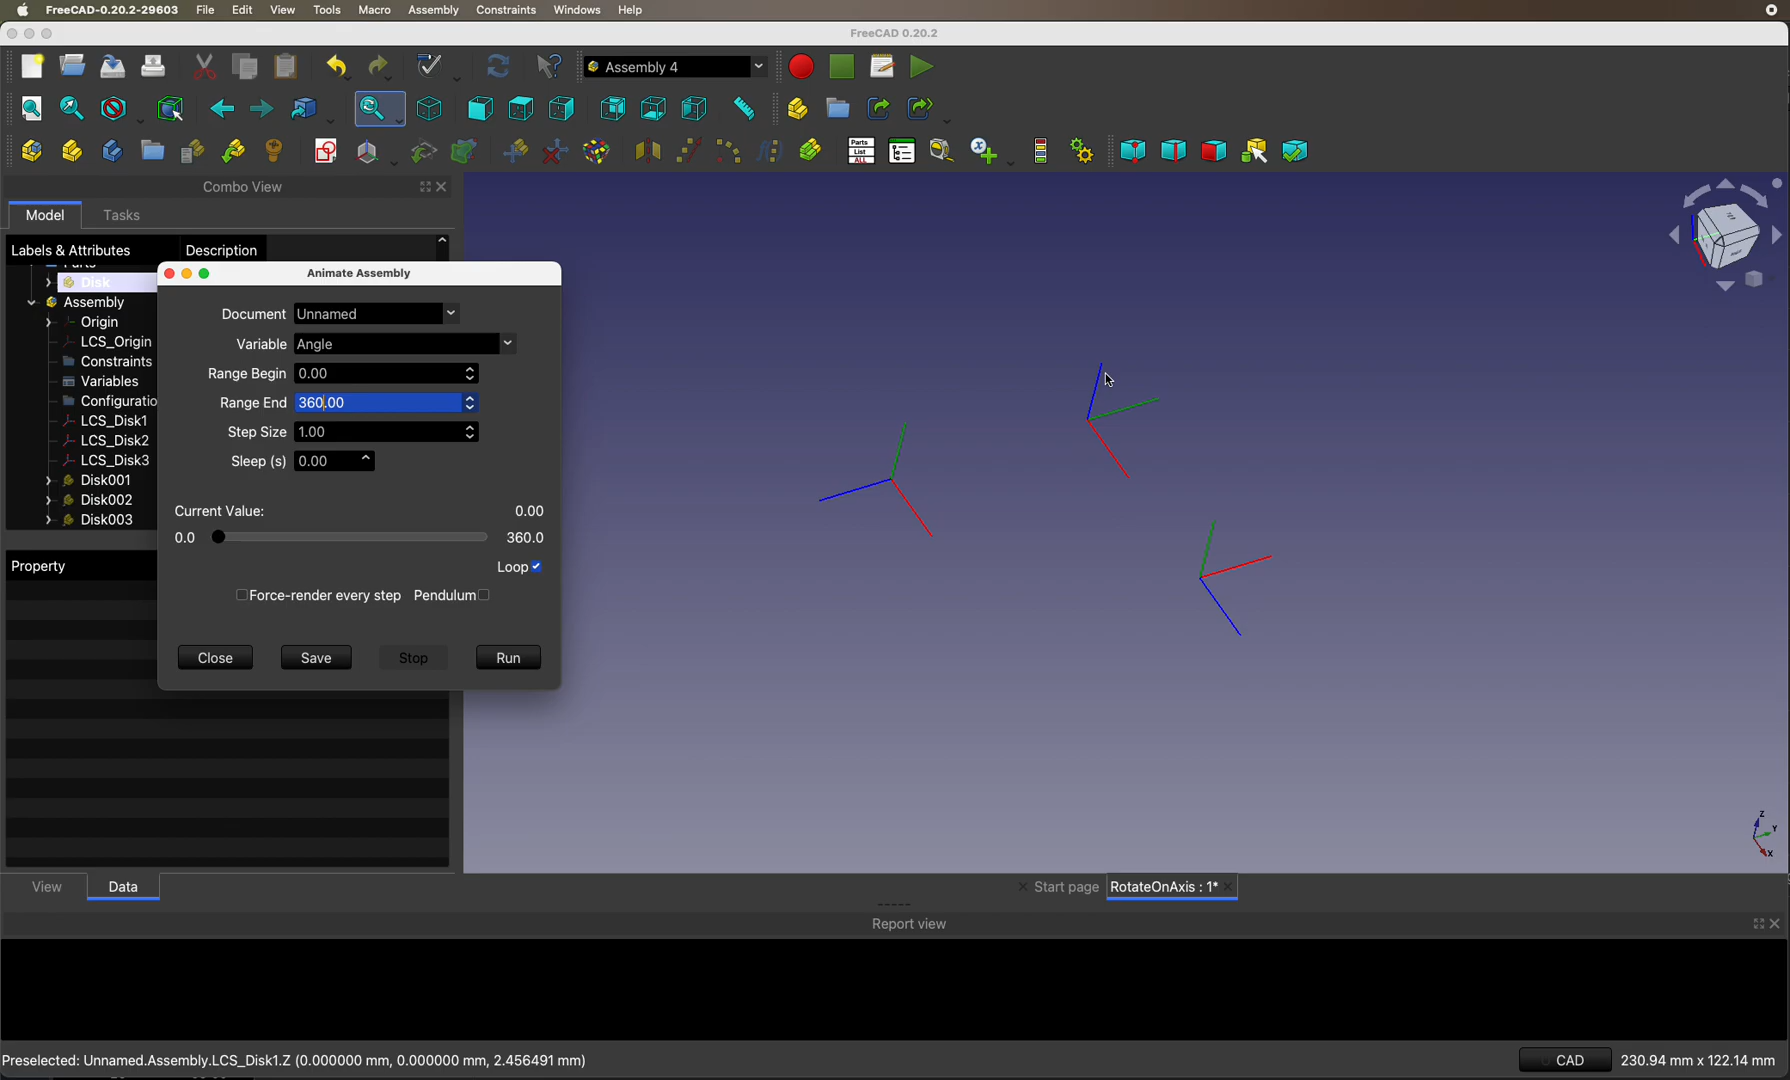 FreeCAD-0.20.2-29603 File Edit View Tools Macro Assembly Constraints Windows Help
FreeCAD 0.20.2
Assembly 4
Parts List ALL
Combo View
Model Tasks
Labels & Attributes Description
Parts
Disk
Assembly
Origin
LCS_Origin
Constraints
Variables
Configuratio
LCS_Disk1
LCS_Disk2
LCS_Disk3
Disk001
Disk002
Disk003
Property
Animate Assembly
Document Unnamed
Variable Angle
Range Begin 0.00
Range End 360.00
Step Size 1.00
Sleep (s) 0.00
Current Value: 0.00
0.0 360.0
Loop
Force-render every step Pendulum
Close Save Stop Run
Z
Y
X
View Data
Start page RotateOnAxis : 1*
Report view
Preselected: Unnamed.Assembly.LCS_Disk1.Z (0.000000 mm, 0.000000 mm, 2.456491 mm)
CAD 230.94 mm x 122.14 mm